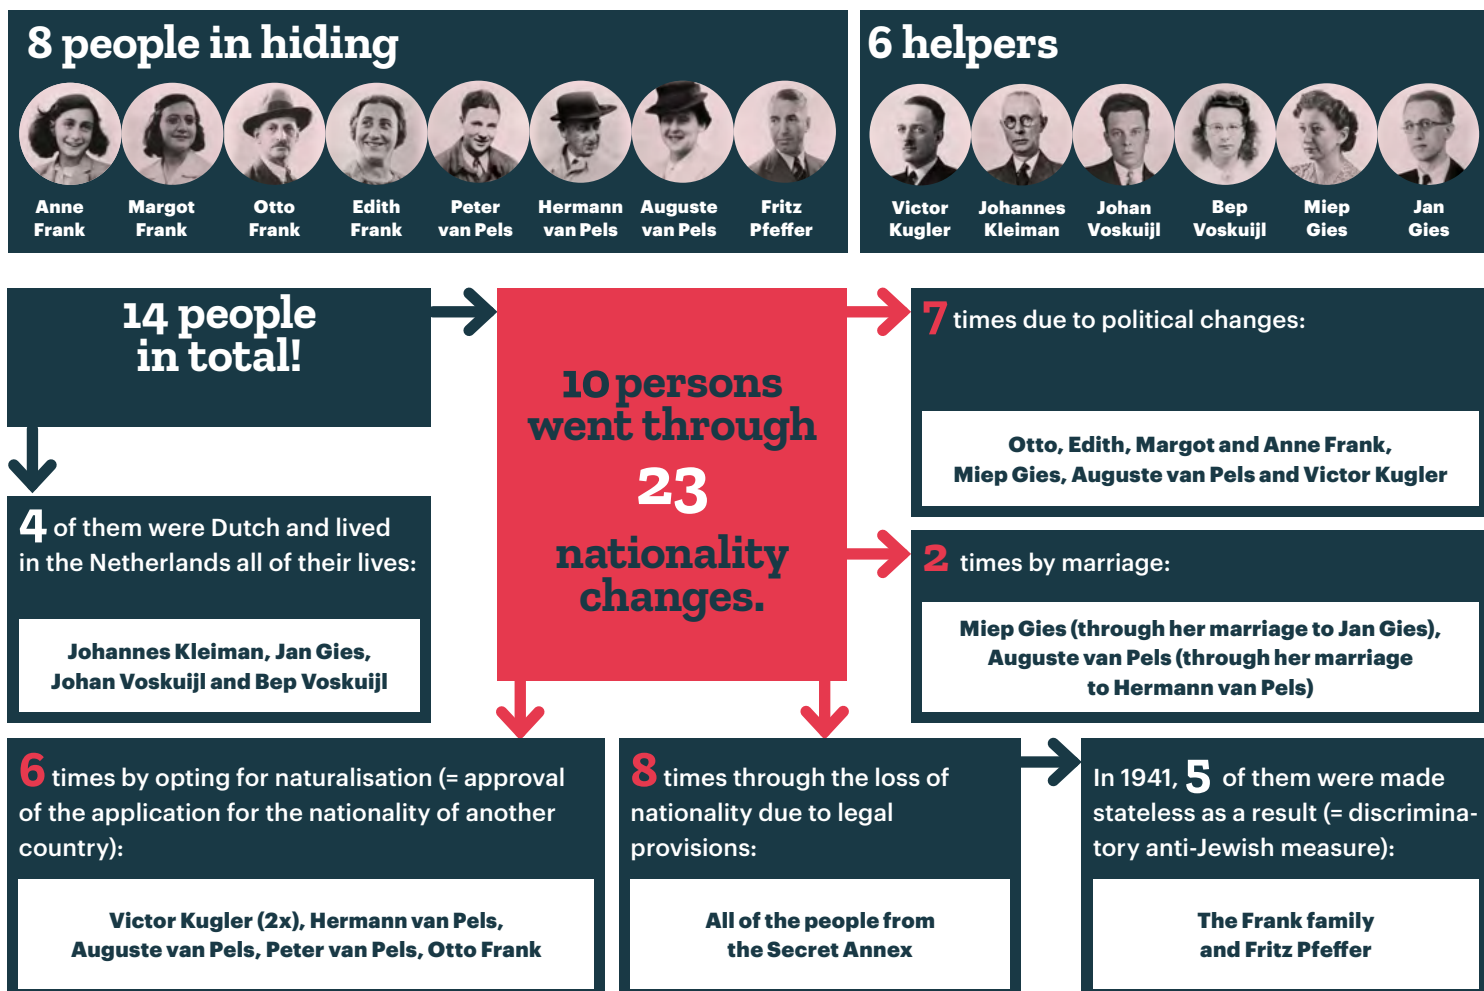 8 people in hiding
Anne
Frank
Margot
Frank
Otto
Frank
Edith
Frank
Peter
van Pels
Hermann
van Pels
Auguste
van Pels
Fritz
Pfeffer
6 helpers
Victor
Kugler
Johannes
Kleiman
Johan
Voskuijl
Bep
Voskuijl
Miep
Gies
Jan
Gies
14 people
in total!
4 of them were Dutch and lived
in the Netherlands all of their lives:
Johannes Kleiman, Jan Gies,
Johan Voskuijl and Bep Voskuijl
10 persons
went through
23
nationality
changes.
7 times due to political changes:
Otto, Edith, Margot and Anne Frank,
Miep Gies, Auguste van Pels and Victor Kugler
2 times by marriage:
Miep Gies (through her marriage to Jan Gies),
Auguste van Pels (through her marriage
to Hermann van Pels)
6 times by opting for naturalisation (= approval
of the application for the nationality of another
country):
Victor Kugler (2x), Hermann van Pels,
Auguste van Pels, Peter van Pels, Otto Frank
8 times through the loss of
nationality due to legal
provisions:
All of the people from
the Secret Annex
In 1941, 5 of them were made
stateless as a result (= discrimina-
tory anti-Jewish measure):
The Frank family
and Fritz Pfeffer